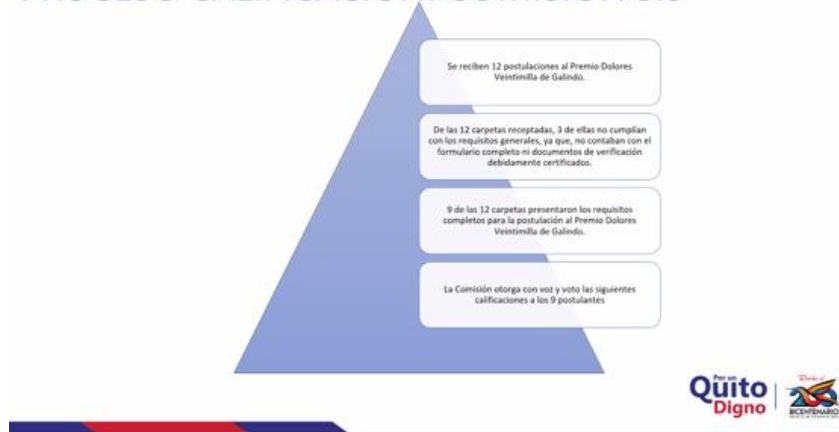 Se reciben 12 postulaciones al Premio Dolores
Veintimilla de Galindo.
De las 12 carpetas receptadas, 3 de ellas no cumplían
con los requisitos generales, ya que, no contaban con el
formulario completo ni documentos de verificación
debidamente certificados.
9 de las 12 carpetas presentaron los requisitos
completos para la postulación al Premio Dolores
Veintimilla de Galindo.
La Comisión otorga con voz y voto las siguientes
calificaciones a los 9 postulantes
Por un
Quito
Digno
BICENTENARIO